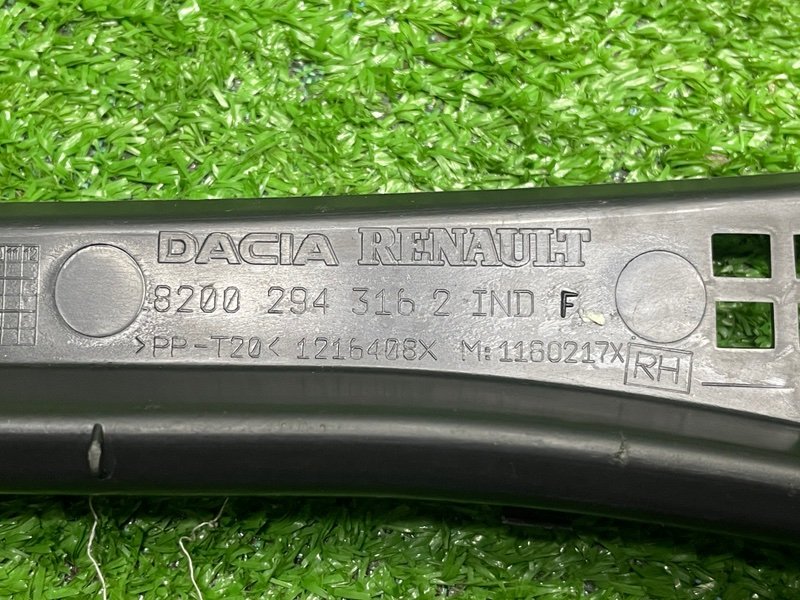 DACIA RENAULT
8200 294 316 2 IND F
>PP-T20< 1216408X M:1160217X
RH